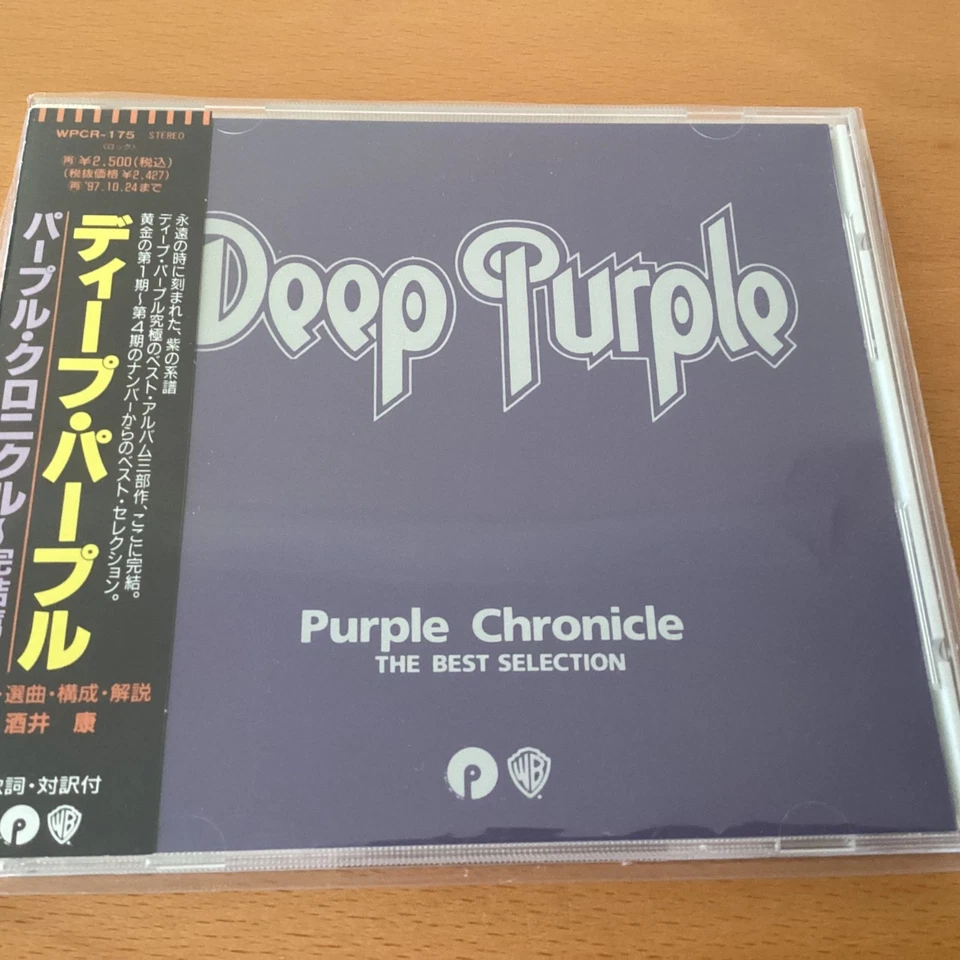 WPCR-175 STEREO
〈ロック〉
再 ¥2,500(税込)
(税抜価格 ¥2,427)
再 '97.10.24まで
永遠の時に刻まれた、紫の系譜
ディープ・パープル究極のベスト・アルバム三部作、ここに完結。
黄金の第1期〜第4期のナンバーからのベスト・セレクション。
ディープ・パープル
パープル・クロニクル〜完結篇
・選曲・構成・解説
酒井 康
歌詞・対訳付
P
WB
Deep Purple
Purple Chronicle
THE BEST SELECTION
P
WB